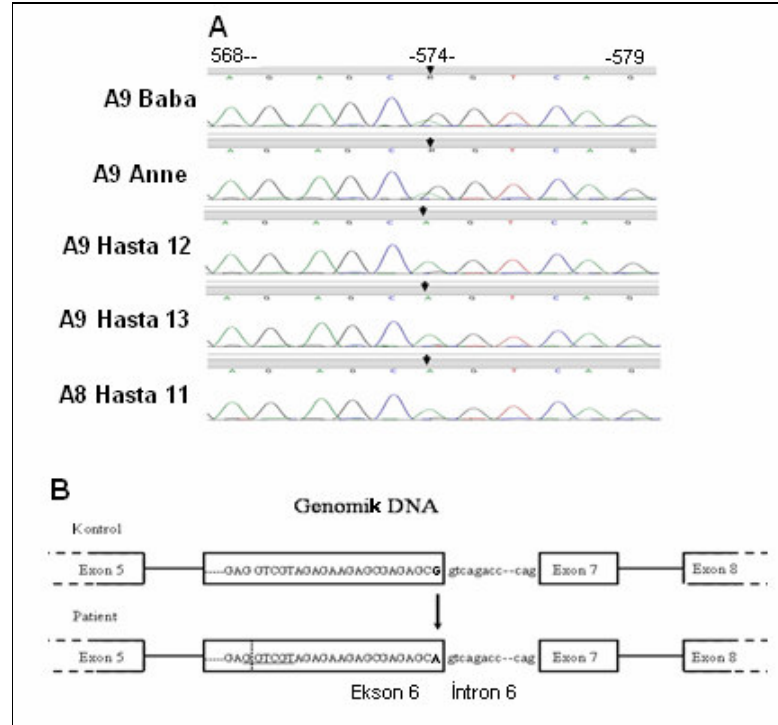 A
568-- -574- -579
A G A G C R G T C A G
A9 Baba
A G A G C R G T C A G
A9 Anne
A G A G C A G T C A G
A9 Hasta 12
A G A G C A G T C A G
A9 Hasta 13
A G A G C A G T C A G
A8 Hasta 11
B
Genomik DNA
Kontrol
Exon 5 .....GAGGTCGTAGAGAAGAGCGAGAGCG gtcagacc--cag Exon 7 Exon 8
Patient
Exon 5 .....GAGGTCGTAGAGAAGAGCGAGAGCA gtcagacc--cag Exon 7 Exon 8
Ekson 6 İntron 6